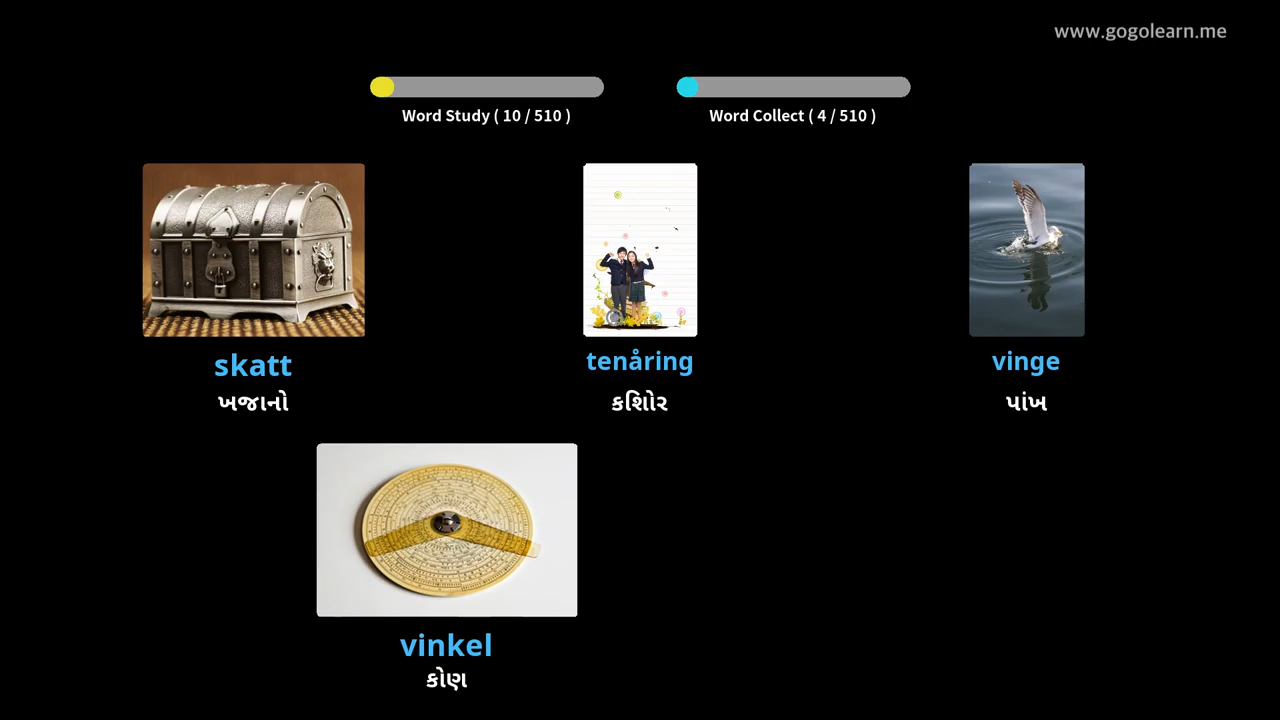 www.gogolearn.me
Word Study ( 10 / 510 )
Word Collect ( 4 / 510 )
skatt
ખજાનો
tenåring
કિશોર
vinge
પાંખ
vinkel
કોણ